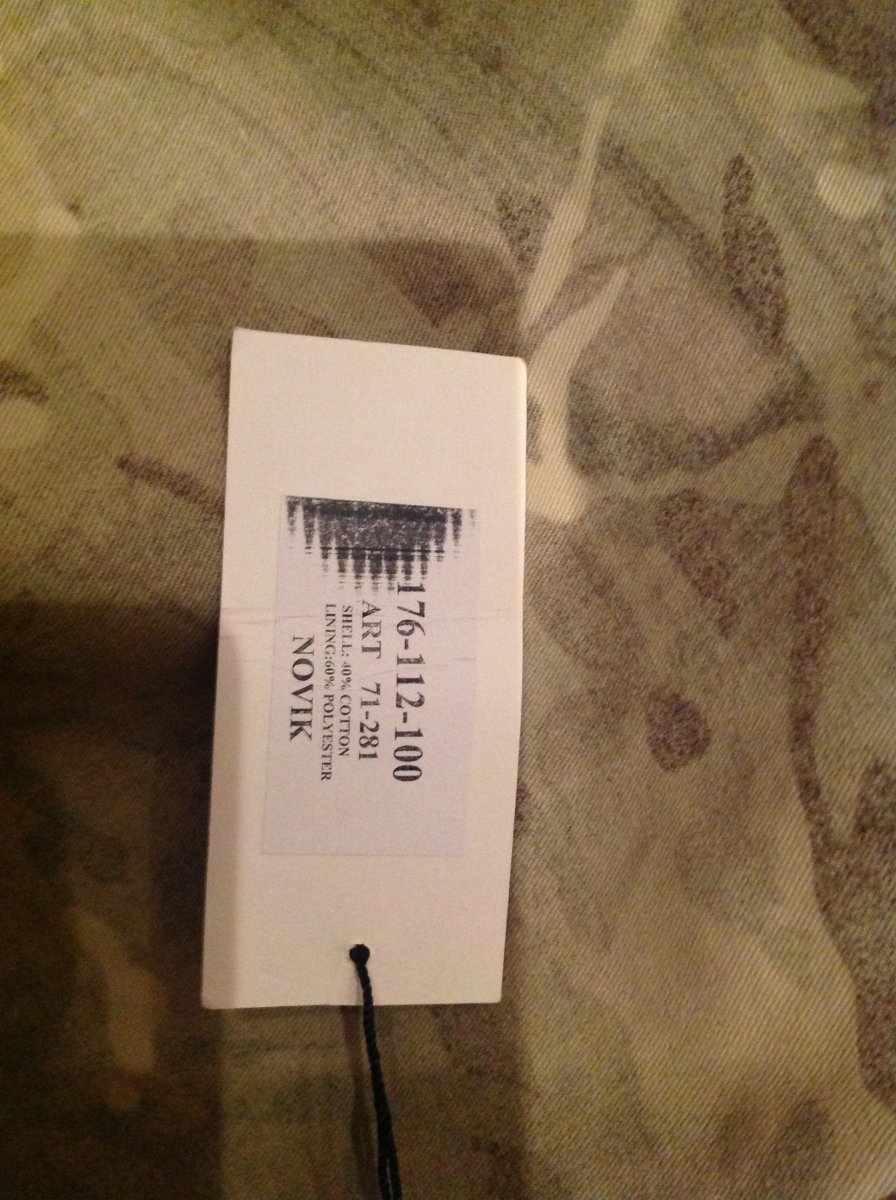 176-112-100
ART 71-281
SHELL: 40% COTTON
LINING:60% POLYESTER
NOVIK